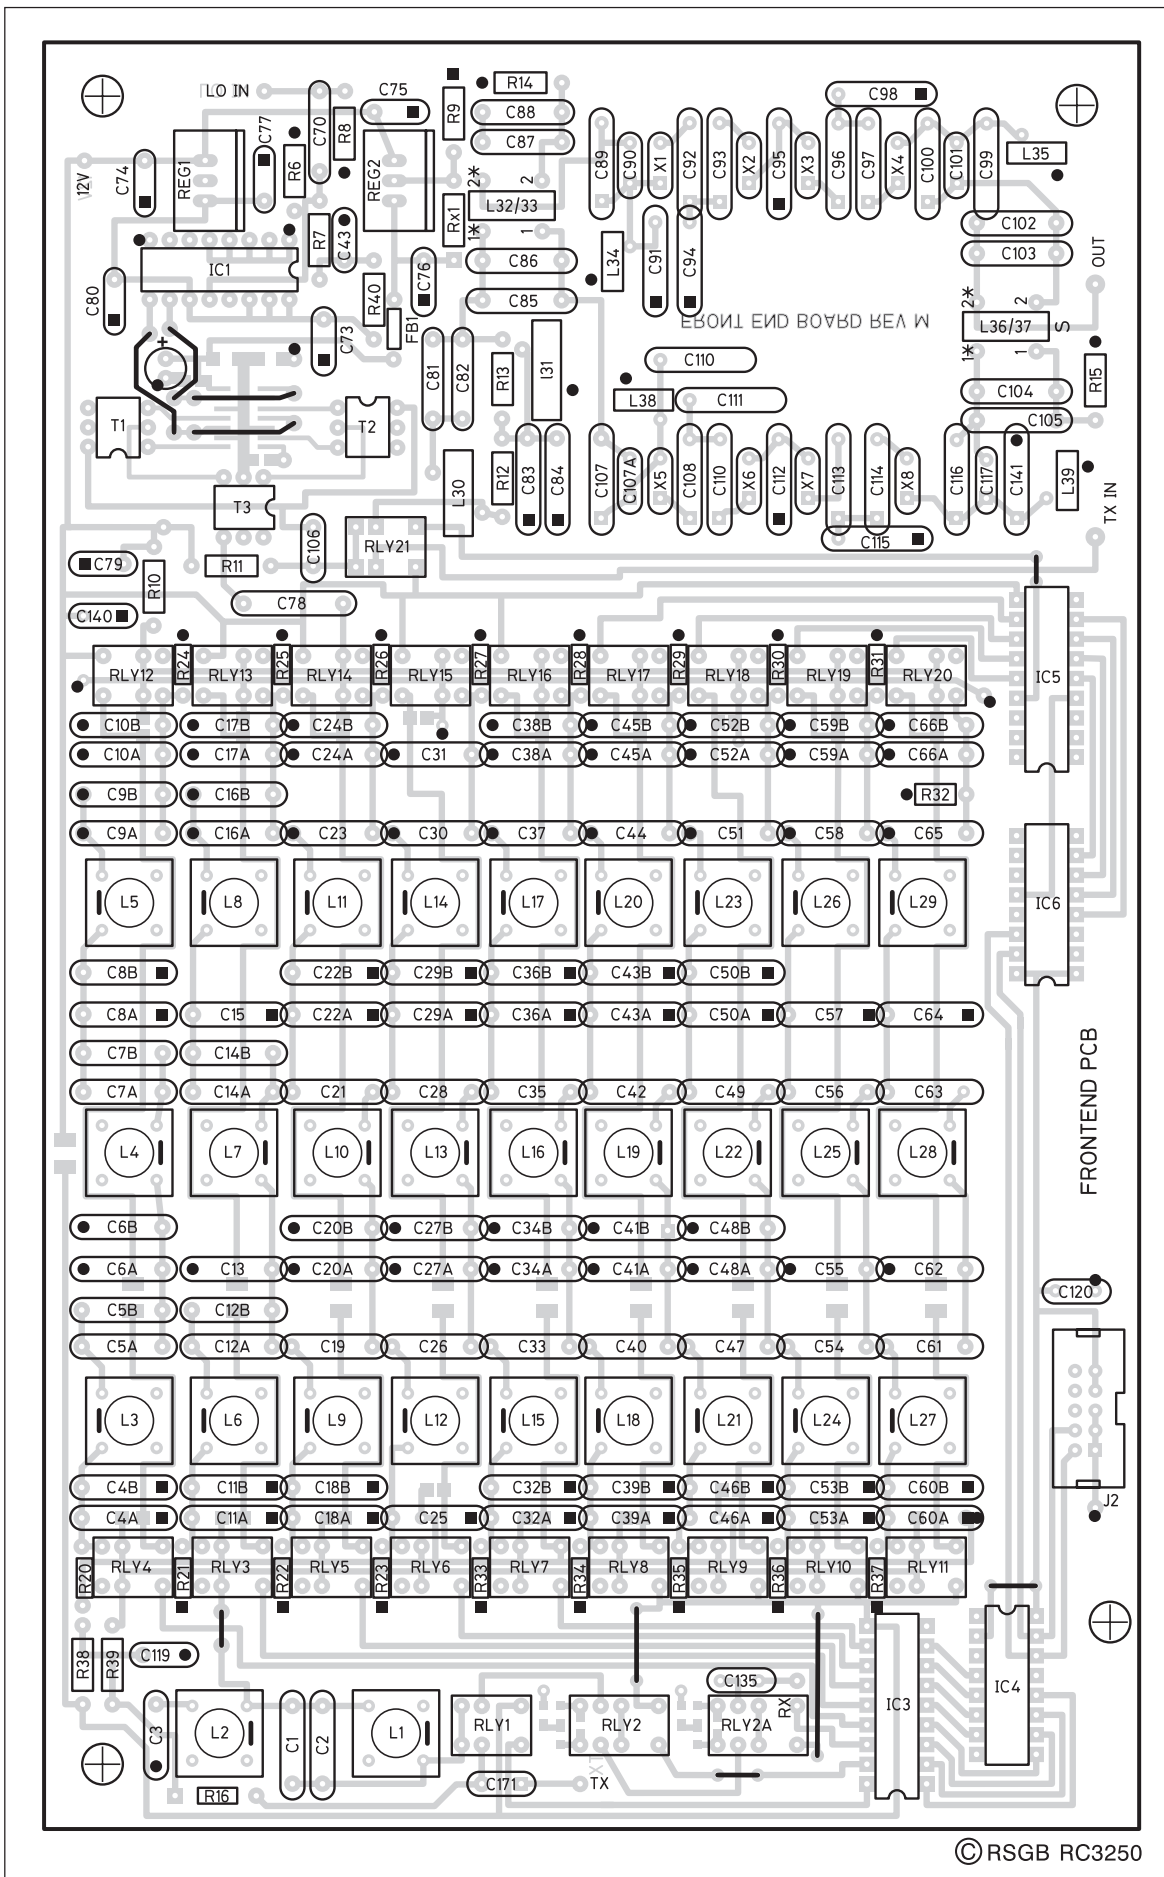 LO IN
C75
R14
C98
R9
C88
C87
C77
C70
R8
R6
C74
12V
REG1
REG2
C89
C90
X1
C92
C93
X2
C95
X3
C96
C97
X4
C100
C101
C99
L35
2*
2
L32/33
Rx1
1*
1
R7
C43
L34
C91
C94
C102
C103
OUT
IC1
C76
C86
C80
R40
C85
FRONT END BOARD REV M
2*
2
L36/37
S
1*
1
C73
FB1
+
C81
C82
R13
L31
C110
L38
C111
C104
C105
R15
T1
T2
T3
L30
R12
C83
C84
C107
C107A
X5
C108
C110
X6
C112
X7
C113
C114
X8
C116
C117
C141
L39
TX IN
RLY21
C115
C106
C79
R10
R11
C78
C140
RLY12
R24
RLY13
R25
RLY14
R26
RLY15
R27
RLY16
R28
RLY17
R29
RLY18
R30
RLY19
R31
RLY20
IC5
C10B
C17B
C24B
C38B
C45B
C52B
C59B
C66B
C10A
C17A
C24A
C31
C38A
C45A
C52A
C59A
C66A
C9B
C16B
R32
C9A
C16A
C23
C30
C37
C44
C51
C58
C65
L5
L8
L11
L14
L17
L20
L23
L26
L29
IC6
C8B
C22B
C29B
C36B
C43B
C50B
C8A
C15
C22A
C29A
C36A
C43A
C50A
C57
C64
C7B
C14B
C7A
C14A
C21
C28
C35
C42
C49
C56
C63
FRONTEND PCB
L4
L7
L10
L13
L16
L19
L22
L25
L28
C6B
C20B
C27B
C34B
C41B
C48B
C6A
C13
C20A
C27A
C34A
C41A
C48A
C55
C62
C120
C5B
C12B
C5A
C12A
C19
C26
C33
C40
C47
C54
C61
L3
L6
L9
L12
L15
L18
L21
L24
L27
C4B
C11B
C18B
C32B
C39B
C46B
C53B
C60B
J2
C4A
C11A
C18A
C25
C32A
C39A
C46A
C53A
C60A
R20
RLY4
R21
RLY3
R22
RLY5
R23
RLY6
R33
RLY7
R34
RLY8
R35
RLY9
R36
RLY10
R37
RLY11
R38
R39
C119
C135
RX
IC3
IC4
C3
L2
C1
C2
L1
RLY1
RLY2
RLY2A
R16
C171
TX
© RSGB RC3250